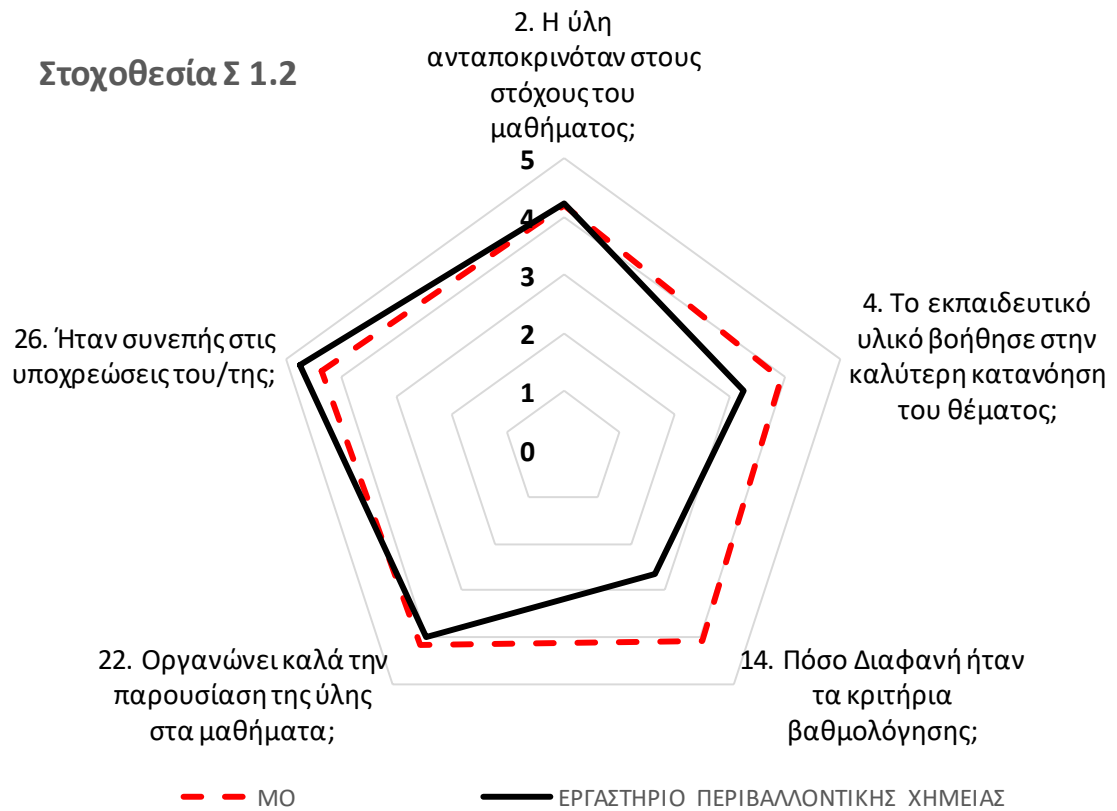 Στοχοθεσία Σ 1.2
2. Η ύλη
ανταποκρινόταν στους
στόχους του
μαθήματος;
5
4
3
2
1
0
4. Το εκπαιδευτικό
υλικό βοήθησε στην
καλύτερη κατανόηση
του θέματος;
26. Ήταν συνεπής στις
υποχρεώσεις του/της;
22. Οργανώνει καλά την
παρουσίαση της ύλης
στα μαθήματα;
14. Πόσο Διαφανή ήταν
τα κριτήρια
βαθμολόγησης;
ΜΟ
ΕΡΓΑΣΤΗΡΙΟ ΠΕΡΙΒΑΛΛΟΝΤΙΚΗΣ ΧΗΜΕΙΑΣ